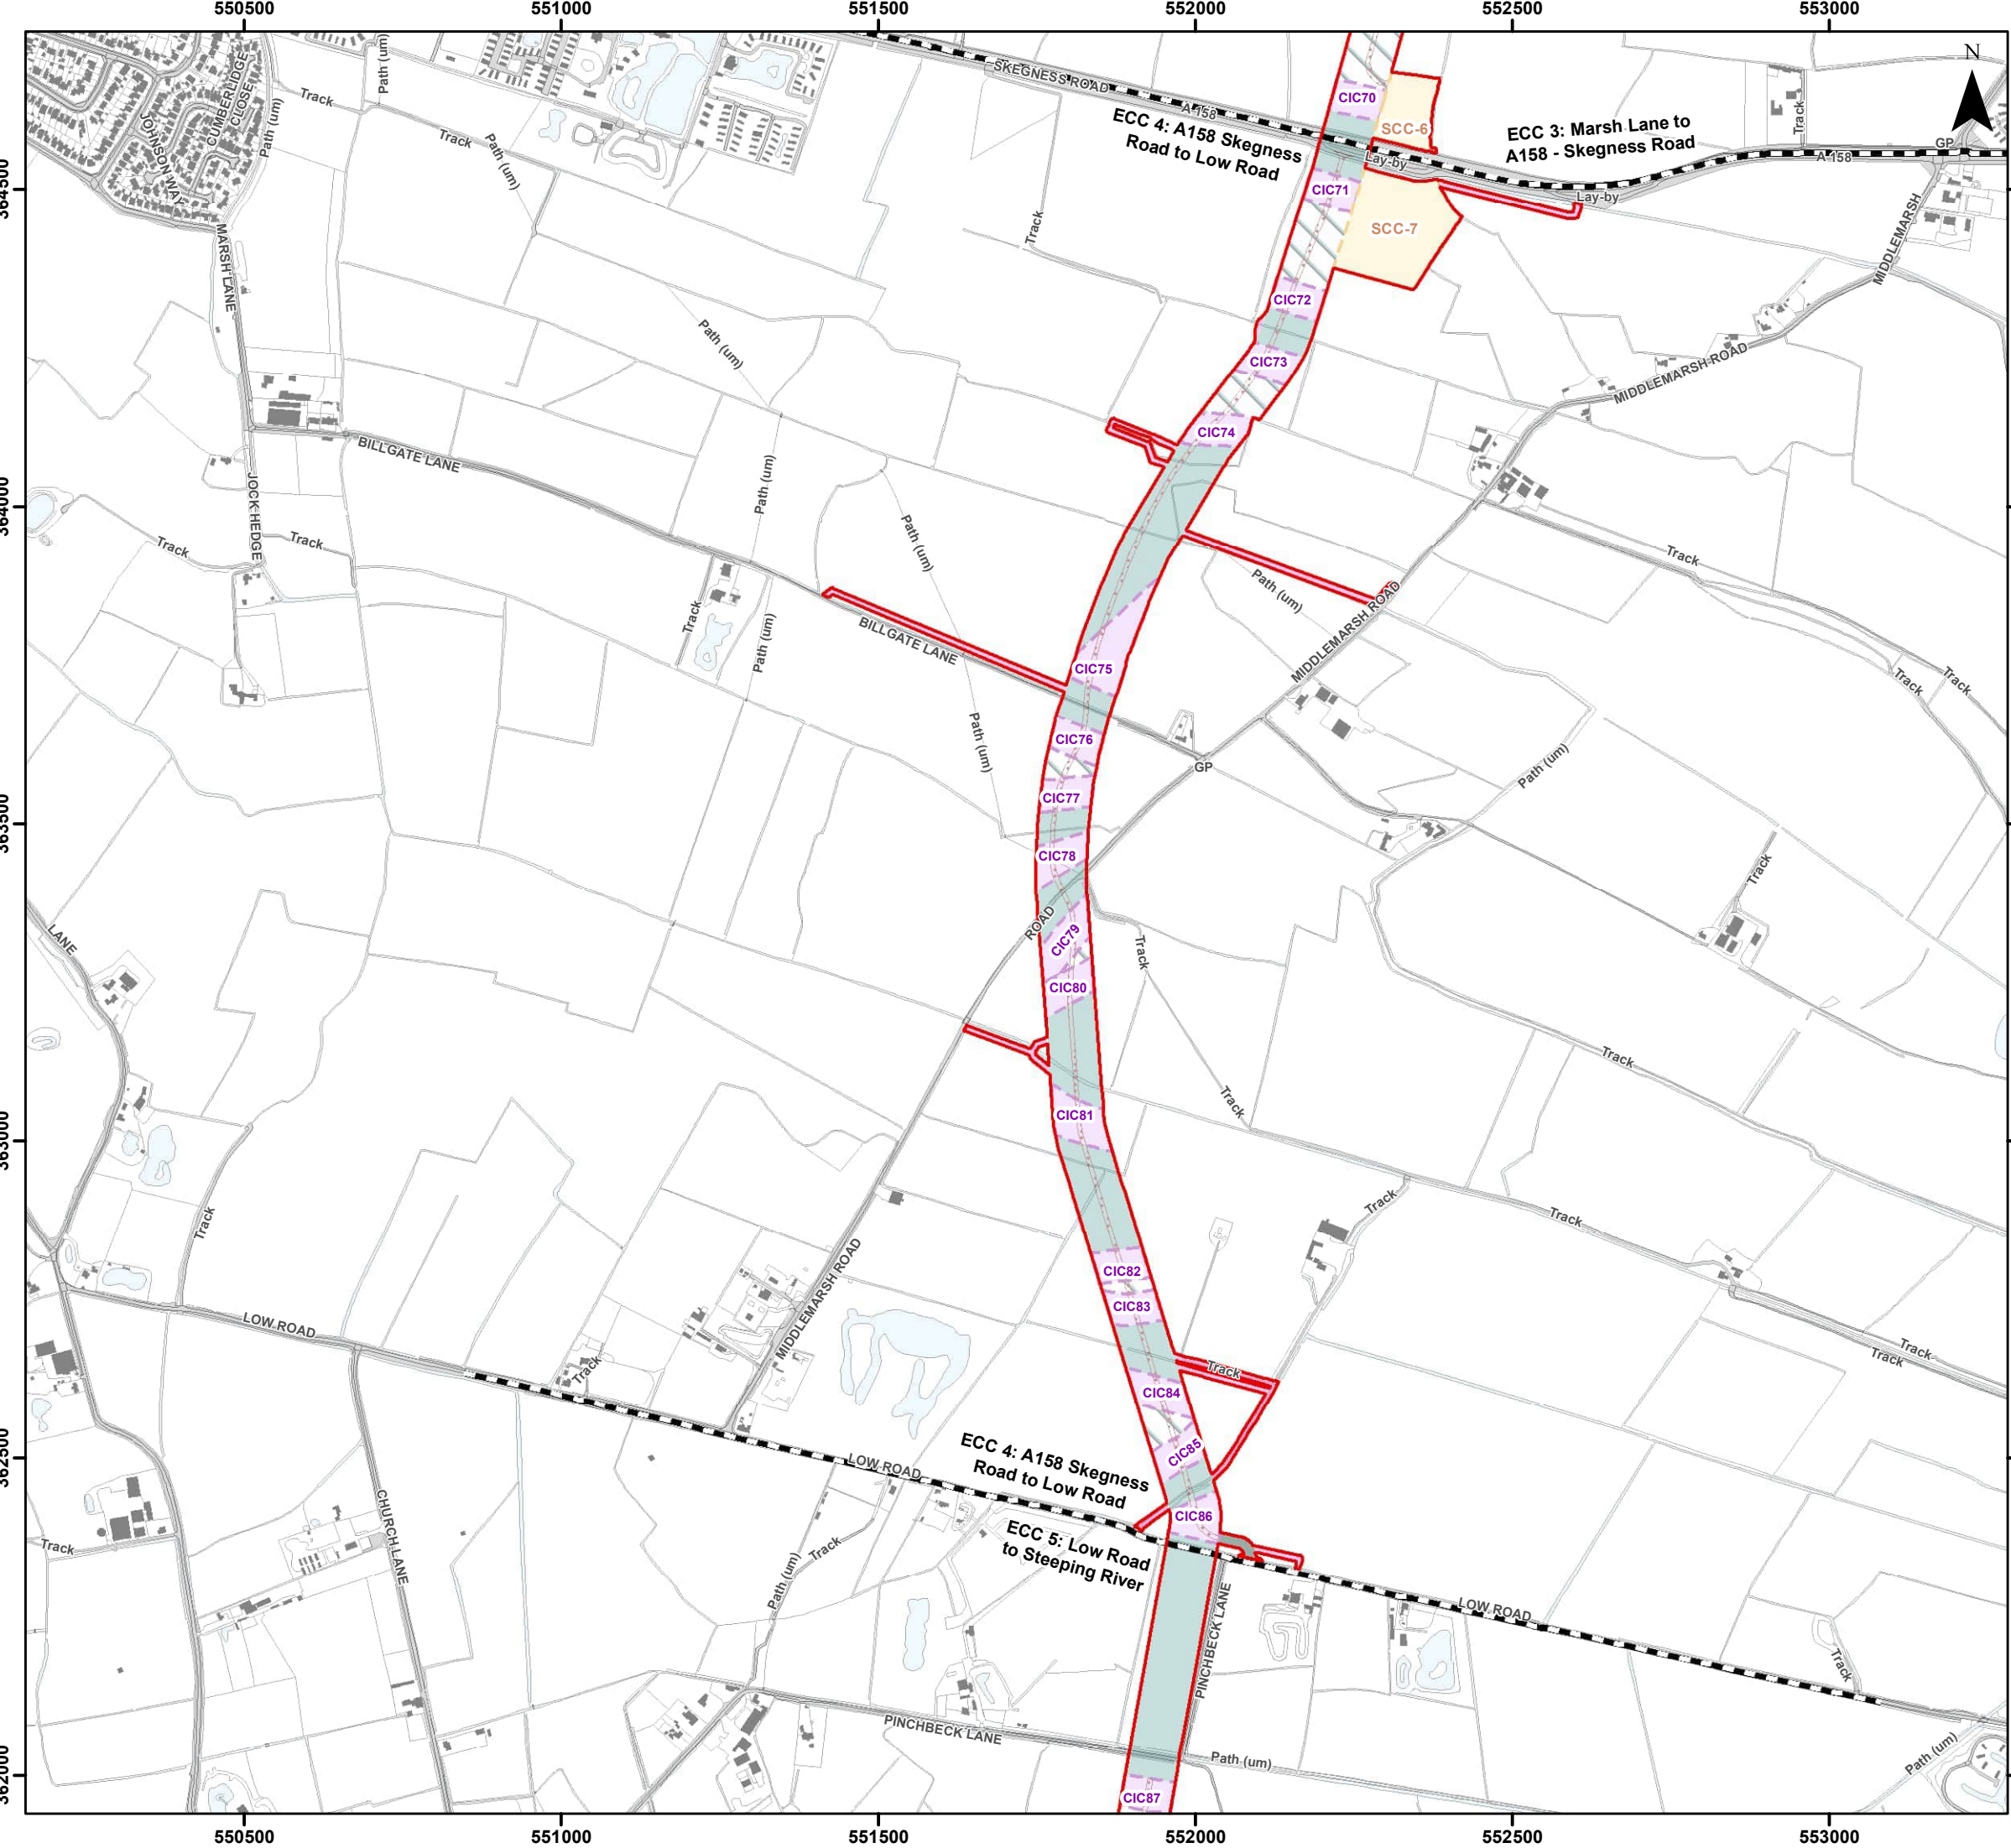 550500
551000
551500
552000
552500
553000
N
CUMBERLIDGE
CLOSE
JOHNSON WAY
Path (um)
Path (um)
Track
Track
Path (um)
SKEGNESS ROAD
A 158
CIC70
SCC-6
ECC 4: A158 Skegness
Road to Low Road
ECC 3: Marsh Lane to
A158 - Skegness Road
Track
GP
A 158
Lay-by
Lay-by
364500
CIC71
SCC-7
Track
MARSH LANE
MIDDLEMARSH
CIC72
Path (um)
CIC73
MIDDLEMARSH ROAD
CIC74
BILLGATE LANE
JOCK HEDGE
Path (um)
364000
Track
Track
Path (um)
Track
Path (um)
MIDDLEMARSH ROAD
Track
Path (um)
BILLGATE LANE
CIC75
Track
Track
CIC76
Path (um)
GP
Path (um)
CIC77
363500
CIC78
Track
ROAD
CIC79
LANE
Track
CIC80
Track
Track
CIC81
363000
Track
Track
Track
CIC82
MIDDLEMARSH ROAD
CIC83
LOW ROAD
Track
Track
Track
Track
CIC84
ECC 4: A158 Skegness
Road to Low Road
CIC85
LOW ROAD
362500
CHURCH LANE
CIC86
Track
Track
ECC 5: Low Road
to Steeping River
Path (um)
PINCHBECK LANE
LOW ROAD
Track
PINCHBECK LANE
Path (um)
Path (um)
362000
CIC87
550500
551000
551500
552000
552500
553000